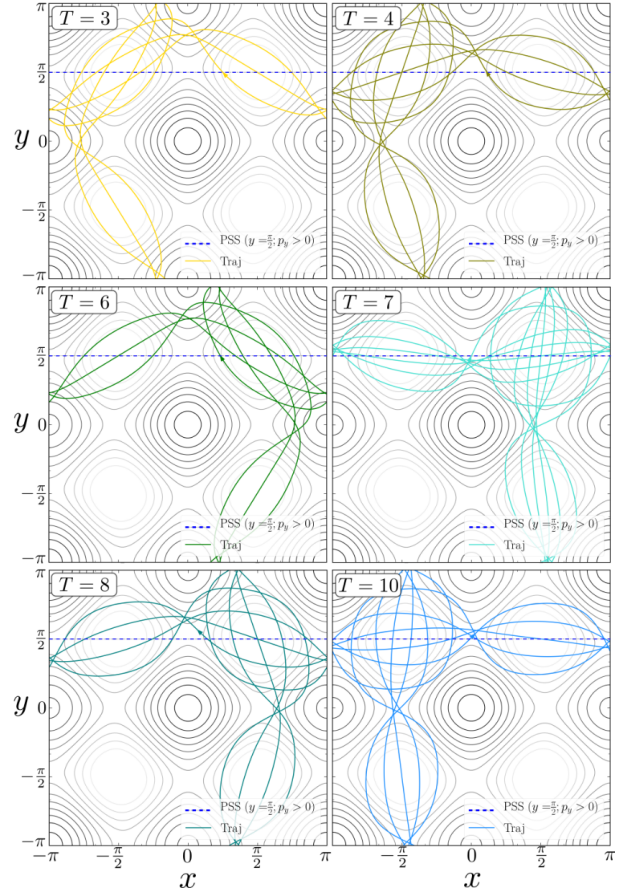 T = 3
T = 4
π
π/2
y
0
−π/2
−π
PSS (y = π/2; p_y > 0)
Traj
PSS (y = π/2; p_y > 0)
Traj
T = 6
T = 7
π
π/2
y
0
−π/2
−π
PSS (y = π/2; p_y > 0)
Traj
PSS (y = π/2; p_y > 0)
Traj
T = 8
T = 10
π
π/2
y
0
−π/2
−π
PSS (y = π/2; p_y > 0)
Traj
PSS (y = π/2; p_y > 0)
Traj
−π −π/2 0 π/2 π −π/2 0 π/2 π
x x